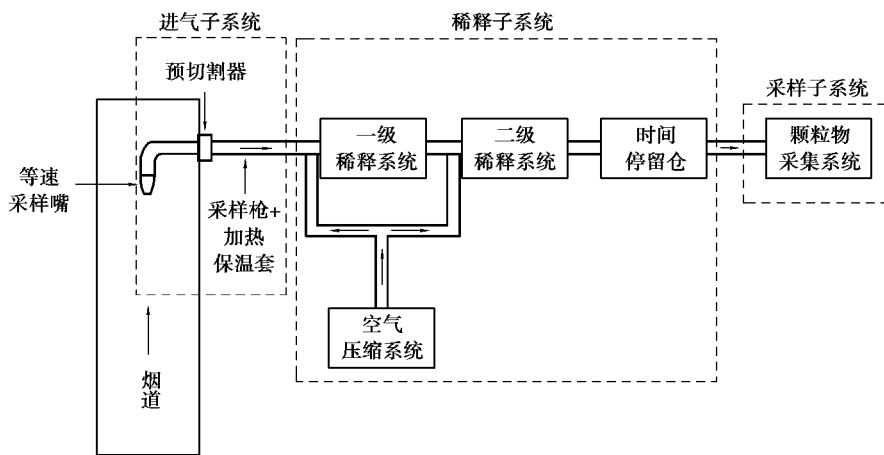 进气子系统
稀释子系统
预切割器
采样子系统
一级
稀释系统
二级
稀释系统
时间
停留仓
颗粒物
采集系统
等速
采样嘴
采样枪+
加热
保温套
空气
压缩系统
烟道